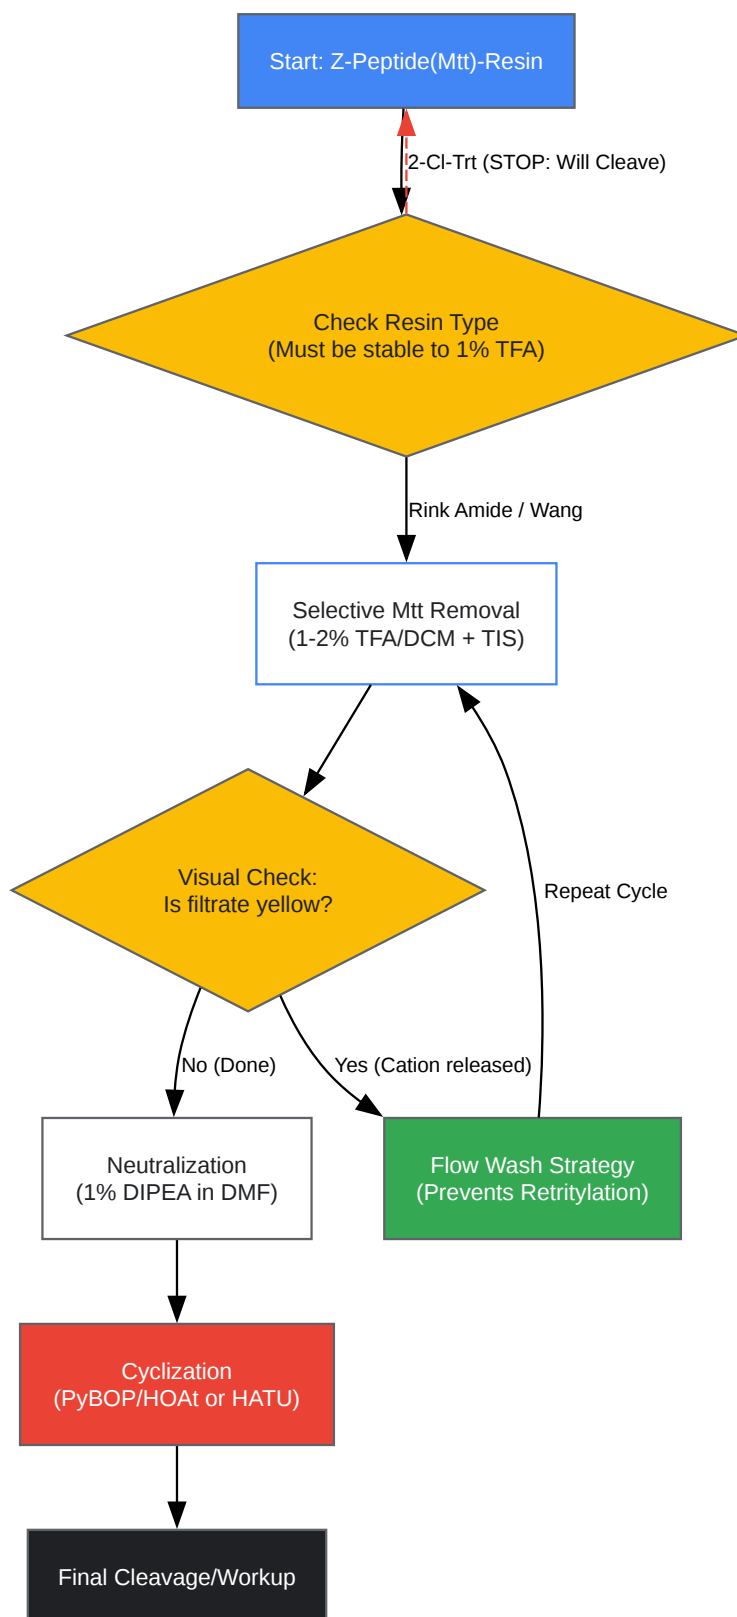 Start: Z-Peptide(Mtt)-Resin
2-Cl-Trt (STOP: Will Cleave)
Check Resin Type
(Must be stable to 1% TFA)
Rink Amide / Wang
Selective Mtt Removal
(1-2% TFA/DCM + TIS)
Visual Check:
Is filtrate yellow?
Repeat Cycle
No (Done)
Yes (Cation released)
Neutralization
(1% DIPEA in DMF)
Flow Wash Strategy
(Prevents Retritylation)
Cyclization
(PyBOP/HOAt or HATU)
Final Cleavage/Workup